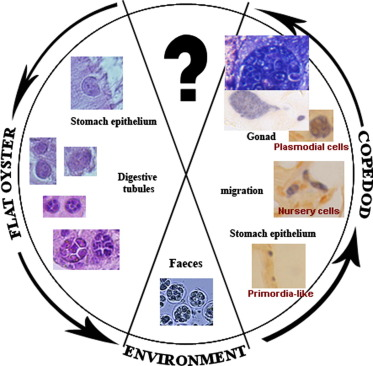 ?
FLAT OYSTER
Stomach epithelium
Digestive
tubules
Faeces
ENVIRONMENT
COPEDOD
Gonad
Plasmodial cells
migration
Nursery cells
Stomach epithelium
Primordia-like